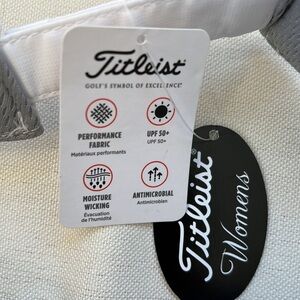 Titleist
GOLF'S SYMBOL OF EXCELLENCE®
PERFORMANCE
FABRIC
Matériaux performants
UPF 50+
UPF 50+
MOISTURE
WICKING
Évacuation
de l'humidité
ANTIMICROBIAL
Antimicrobien
Titleist®
Womens